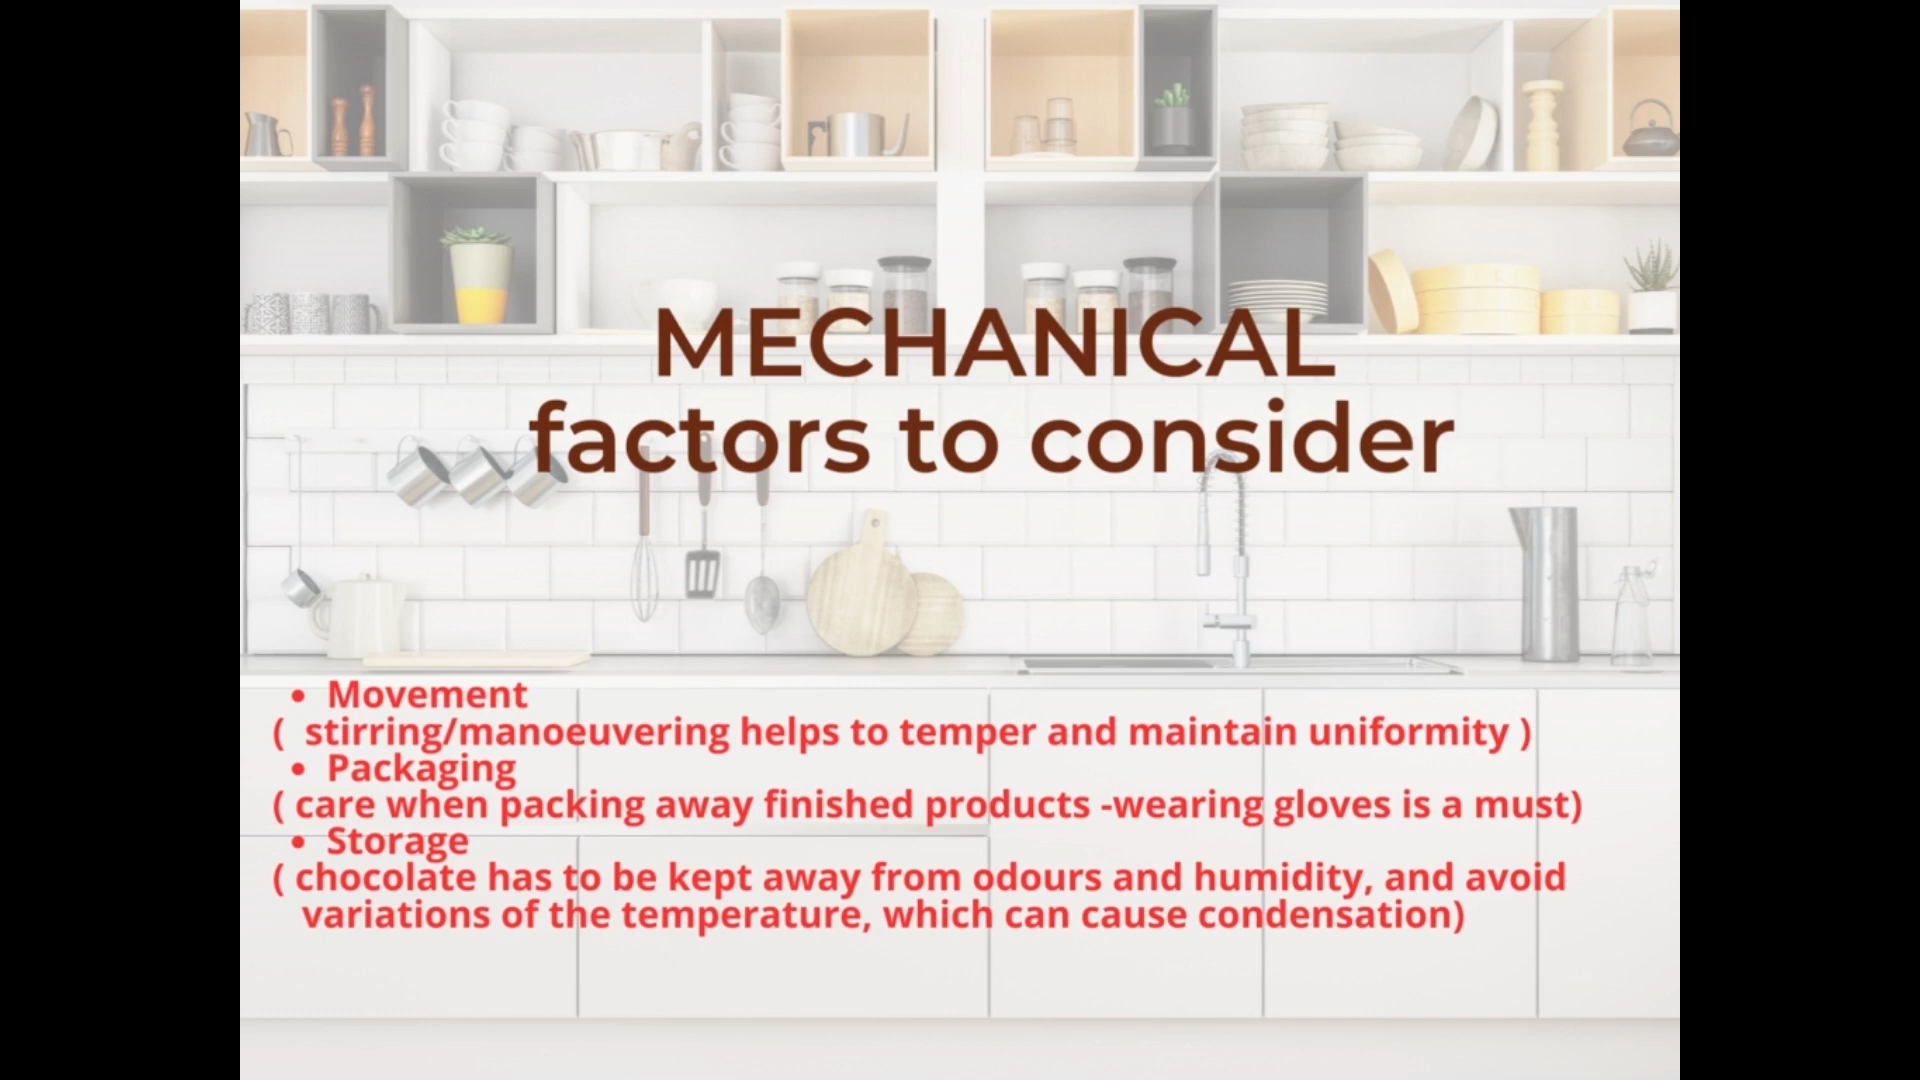 MECHANICAL
factors to consider
• Movement
( stirring/manoeuvering helps to temper and maintain uniformity )
• Packaging
( care when packing away finished products -wearing gloves is a must)
• Storage
( chocolate has to be kept away from odours and humidity, and avoid
variations of the temperature, which can cause condensation)